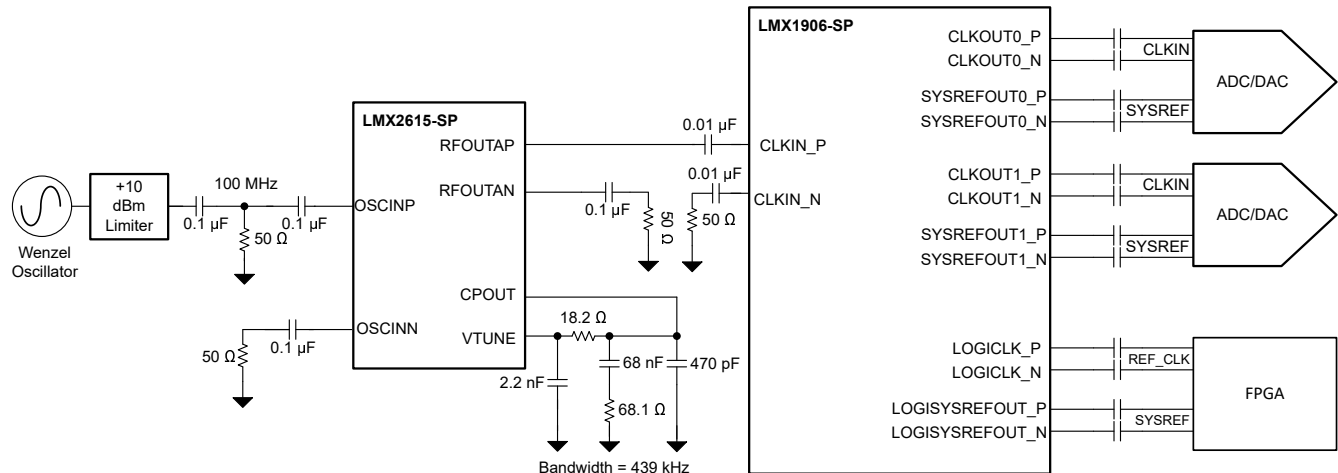 LMX1906-SP
CLKOUT0_P
CLKOUT0_N
CLKIN
SYSREFOUT0_P
SYSREFOUT0_N
SYSREF
ADC/DAC
CLKOUT1_P
CLKOUT1_N
CLKIN
SYSREFOUT1_P
SYSREFOUT1_N
SYSREF
ADC/DAC
LOGICLK_P
LOGICLK_N
REF_CLK
LOGISYSREFOUT_P
LOGISYSREFOUT_N
SYSREF
FPGA
CLKIN_P
CLKIN_N
0.01 µF
0.01 µF
50 Ω
LMX2615-SP
RFOUTAP
RFOUTAN
0.1 µF
50 Ω
OSCINP
OSCINN
CPOUT
VTUNE
18.2 Ω
2.2 nF
68 nF
470 pF
68.1 Ω
Bandwidth = 439 kHz
Wenzel
Oscillator
+10
dBm
Limiter
0.1 µF
100 MHz
50 Ω
0.1 µF
50 Ω
0.1 µF